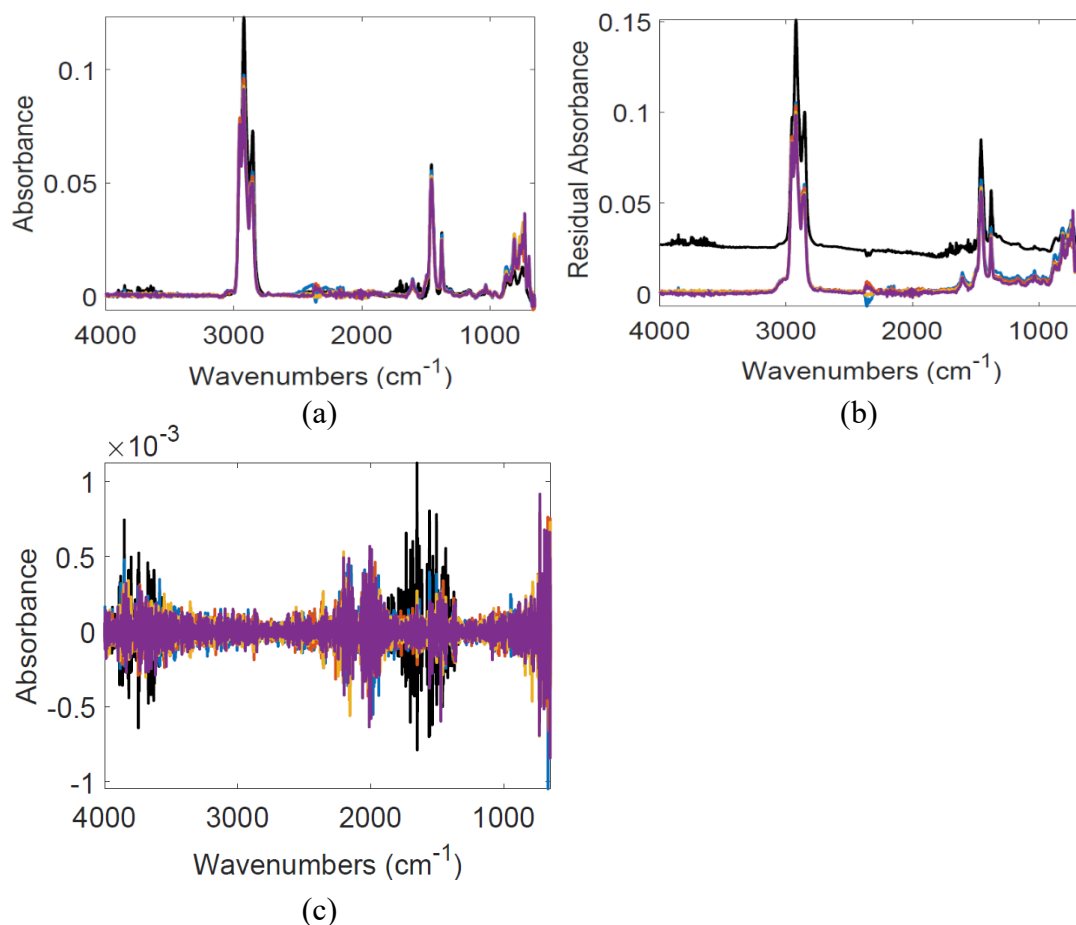 0.1
0.05
0
Absorbance
4000 3000 2000 1000
Wavenumbers (cm⁻¹)
(a)
0.15
0.1
0.05
0
Residual Absorbance
4000 3000 2000 1000
Wavenumbers (cm⁻¹)
(b)
×10⁻³
1
0.5
0
-0.5
-1
Absorbance
4000 3000 2000 1000
Wavenumbers (cm⁻¹)
(c)